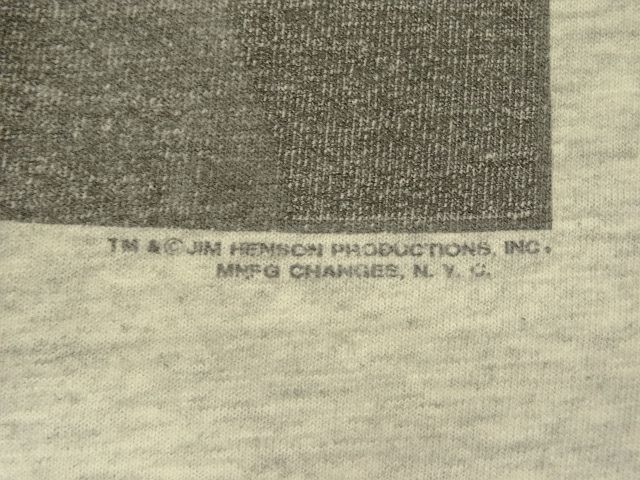 TM & © JIM HENSON PRODUCTIONS, INC.
MNFG CHANGES, N. Y. C.